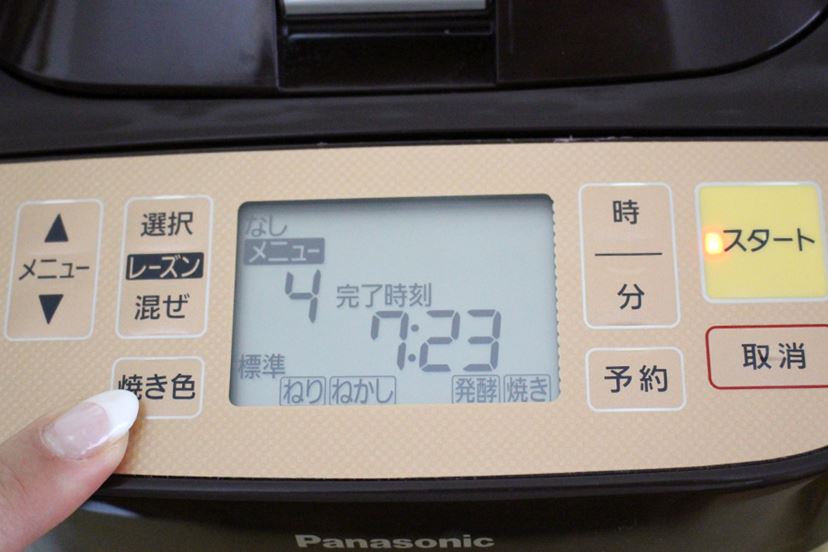 メニュー
選択
レーズン
混ぜ
焼き色
なし
メニュー
4
完了時刻
7:23
標準
ねり ねかし 発酵 焼き
時
分
予約
スタート
取消
Panasonic